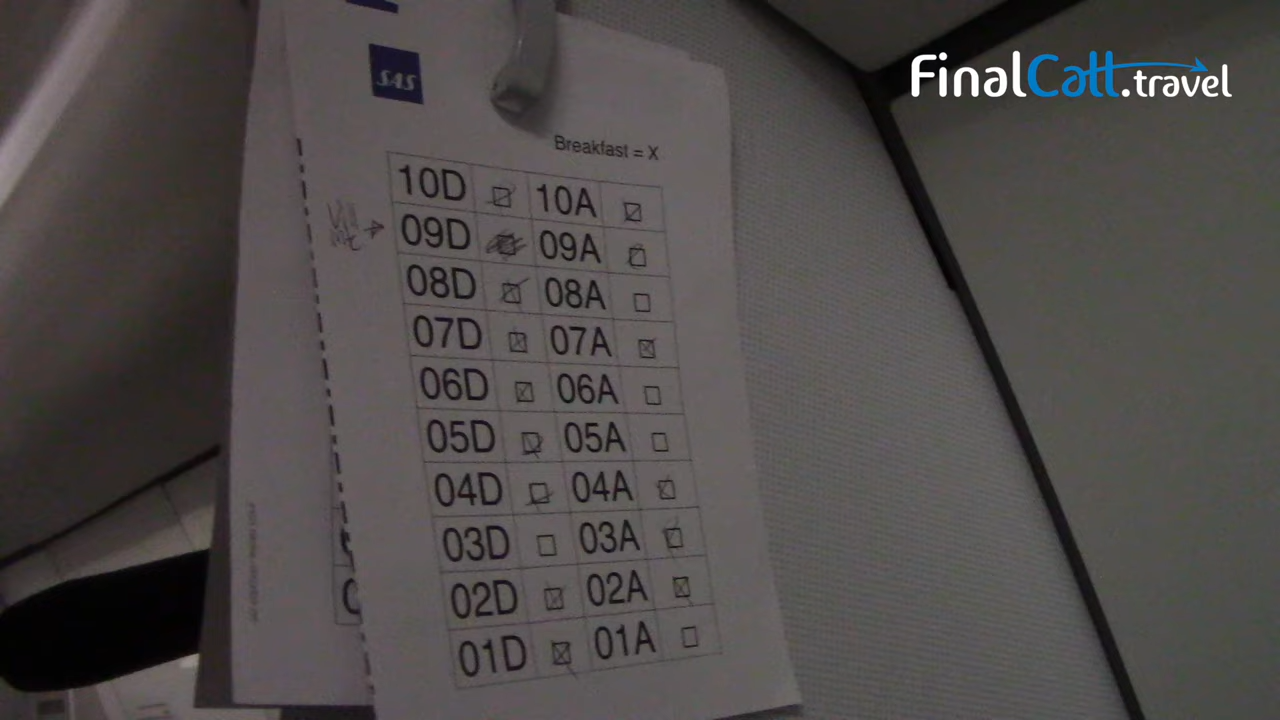 FinalCall.travel
SAS
Breakfast = X
10D 10A
09D 09A
08D 08A
07D 07A
06D 06A
05D 05A
04D 04A
03D 03A
02D 02A
01D 01A